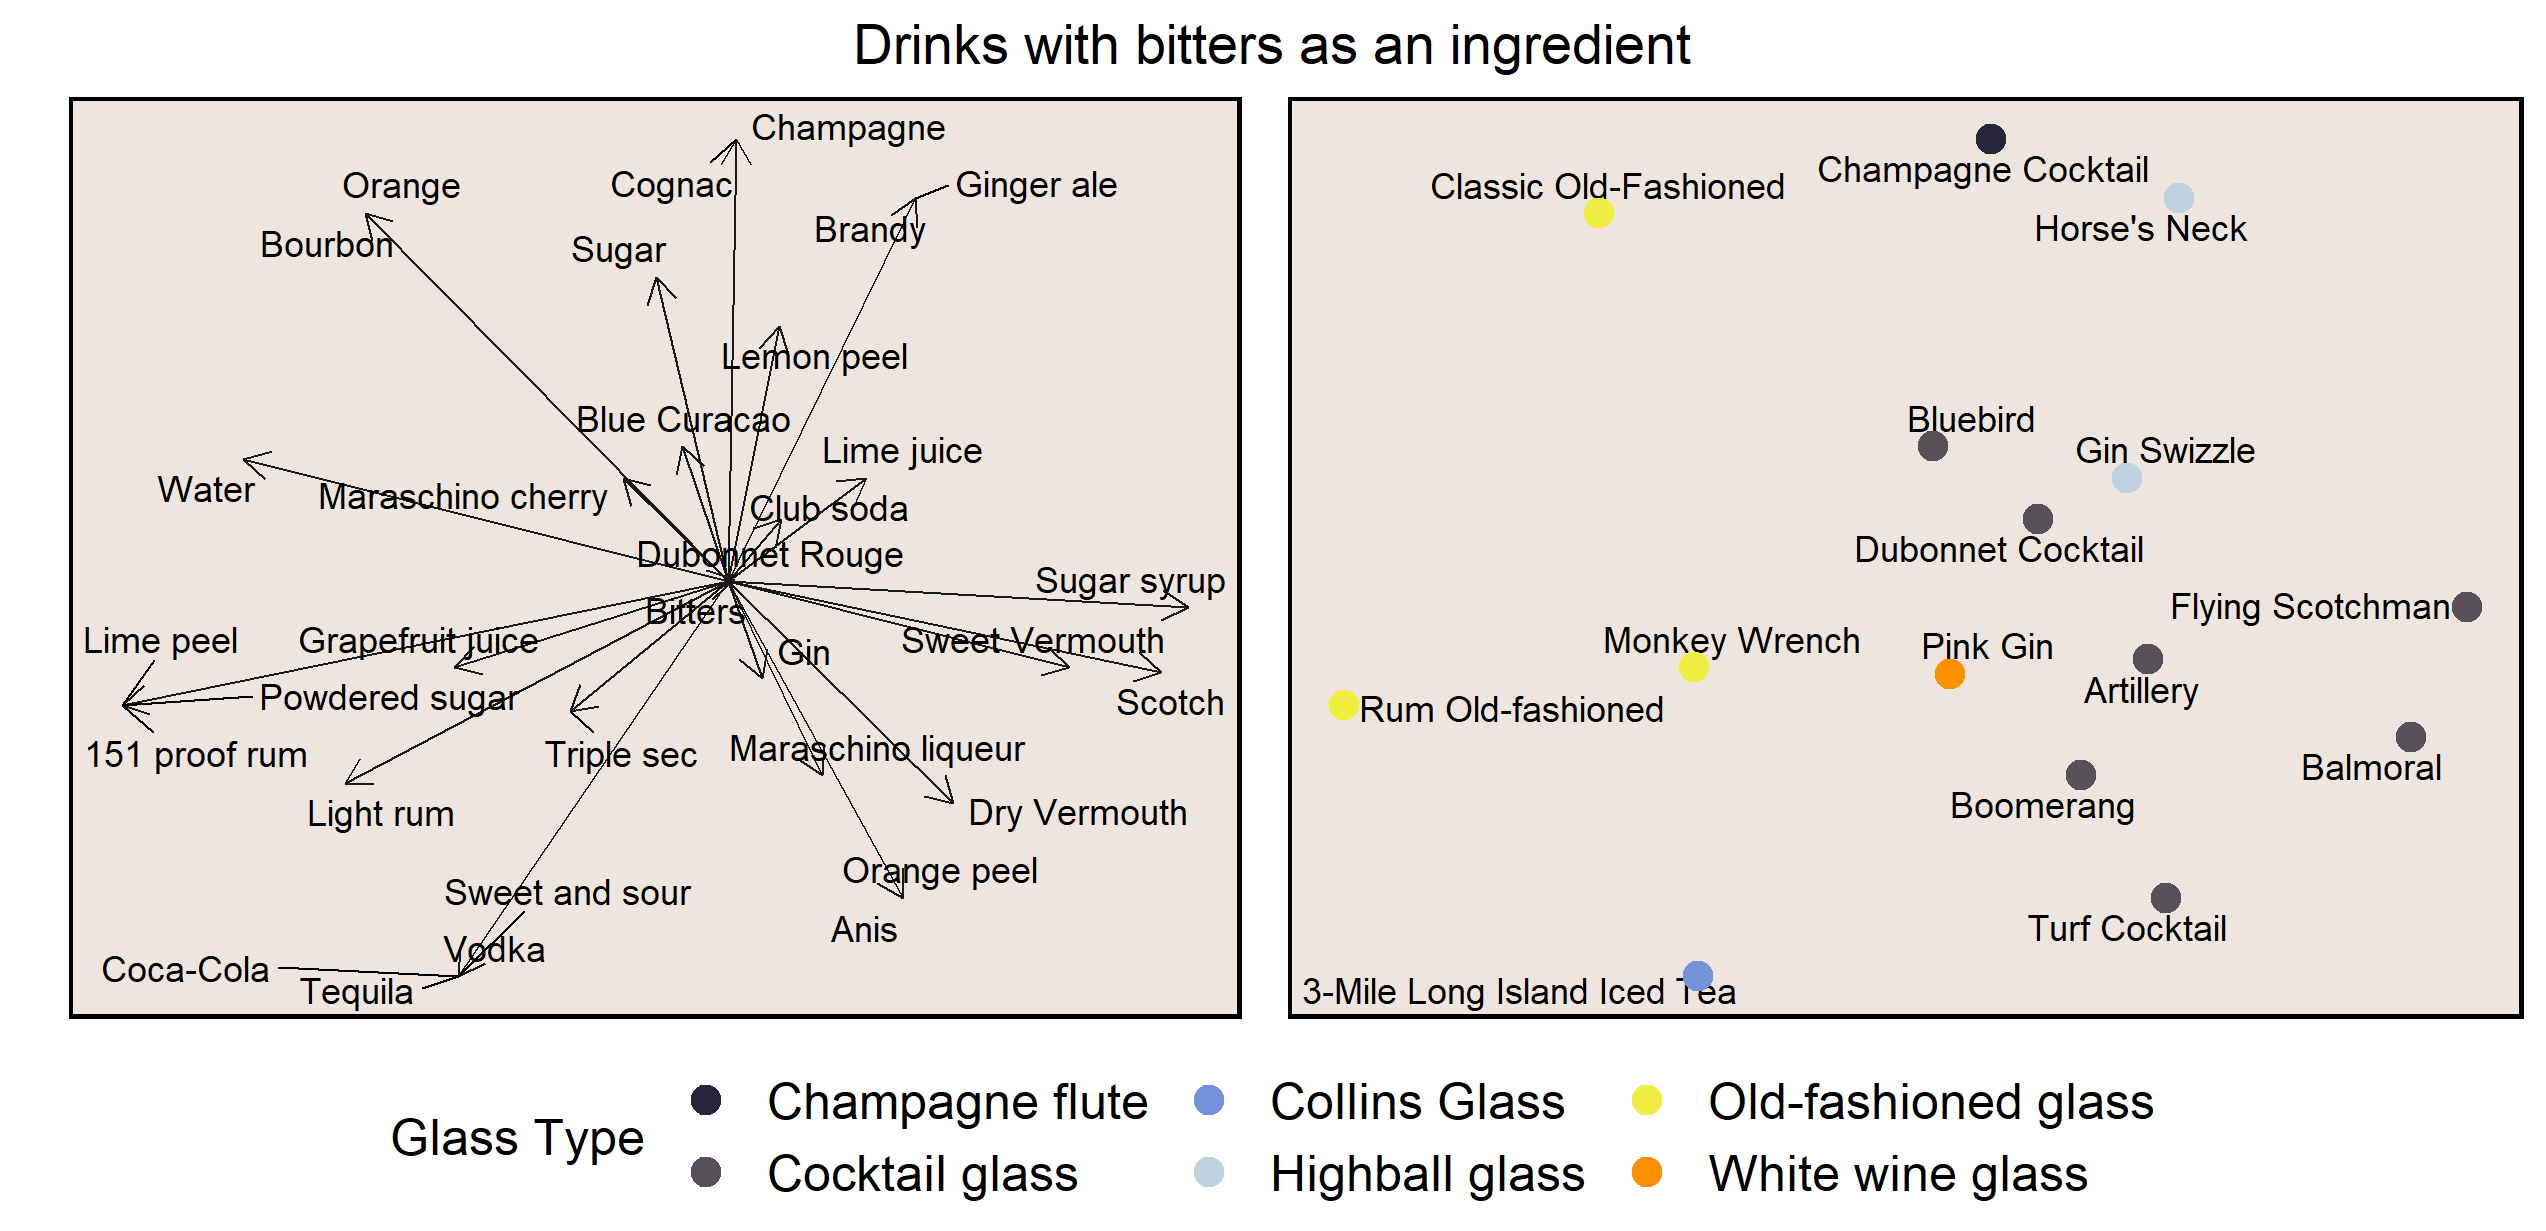 Drinks with bitters as an ingredient
Champagne
Orange
Cognac
Ginger ale
Bourbon
Sugar
Brandy
Lemon peel
Blue Curacao
Lime juice
Water
Maraschino cherry
Club soda
Dubonnet Rouge
Sugar syrup
Bitters
Lime peel
Grapefruit juice
Gin
Sweet Vermouth
Powdered sugar
Scotch
151 proof rum
Triple sec
Maraschino liqueur
Light rum
Dry Vermouth
Orange peel
Sweet and sour
Anis
Vodka
Coca-Cola
Tequila
Champagne Cocktail
Classic Old-Fashioned
Horse's Neck
Bluebird
Gin Swizzle
Dubonnet Cocktail
Flying Scotchman
Monkey Wrench
Pink Gin
Artillery
Rum Old-fashioned
Balmoral
Boomerang
Turf Cocktail
3-Mile Long Island Iced Tea
Glass Type
Champagne flute
Collins Glass
Old-fashioned glass
Cocktail glass
Highball glass
White wine glass